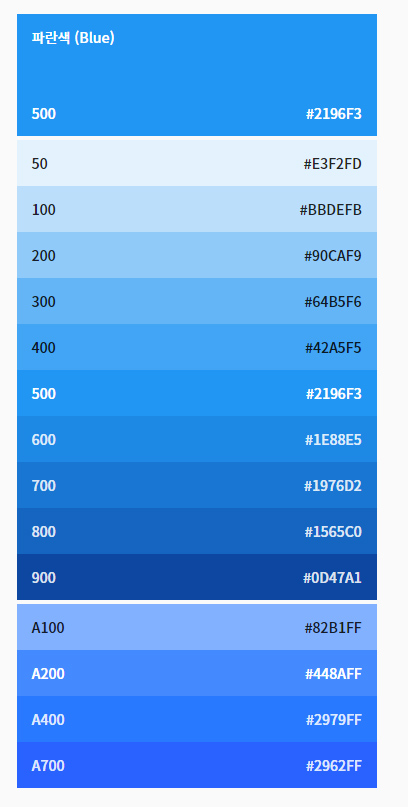 파란색 (Blue)
500 #2196F3
50 #E3F2FD
100 #BBDEFB
200 #90CAF9
300 #64B5F6
400 #42A5F5
500 #2196F3
600 #1E88E5
700 #1976D2
800 #1565C0
900 #0D47A1
A100 #82B1FF
A200 #448AFF
A400 #2979FF
A700 #2962FF